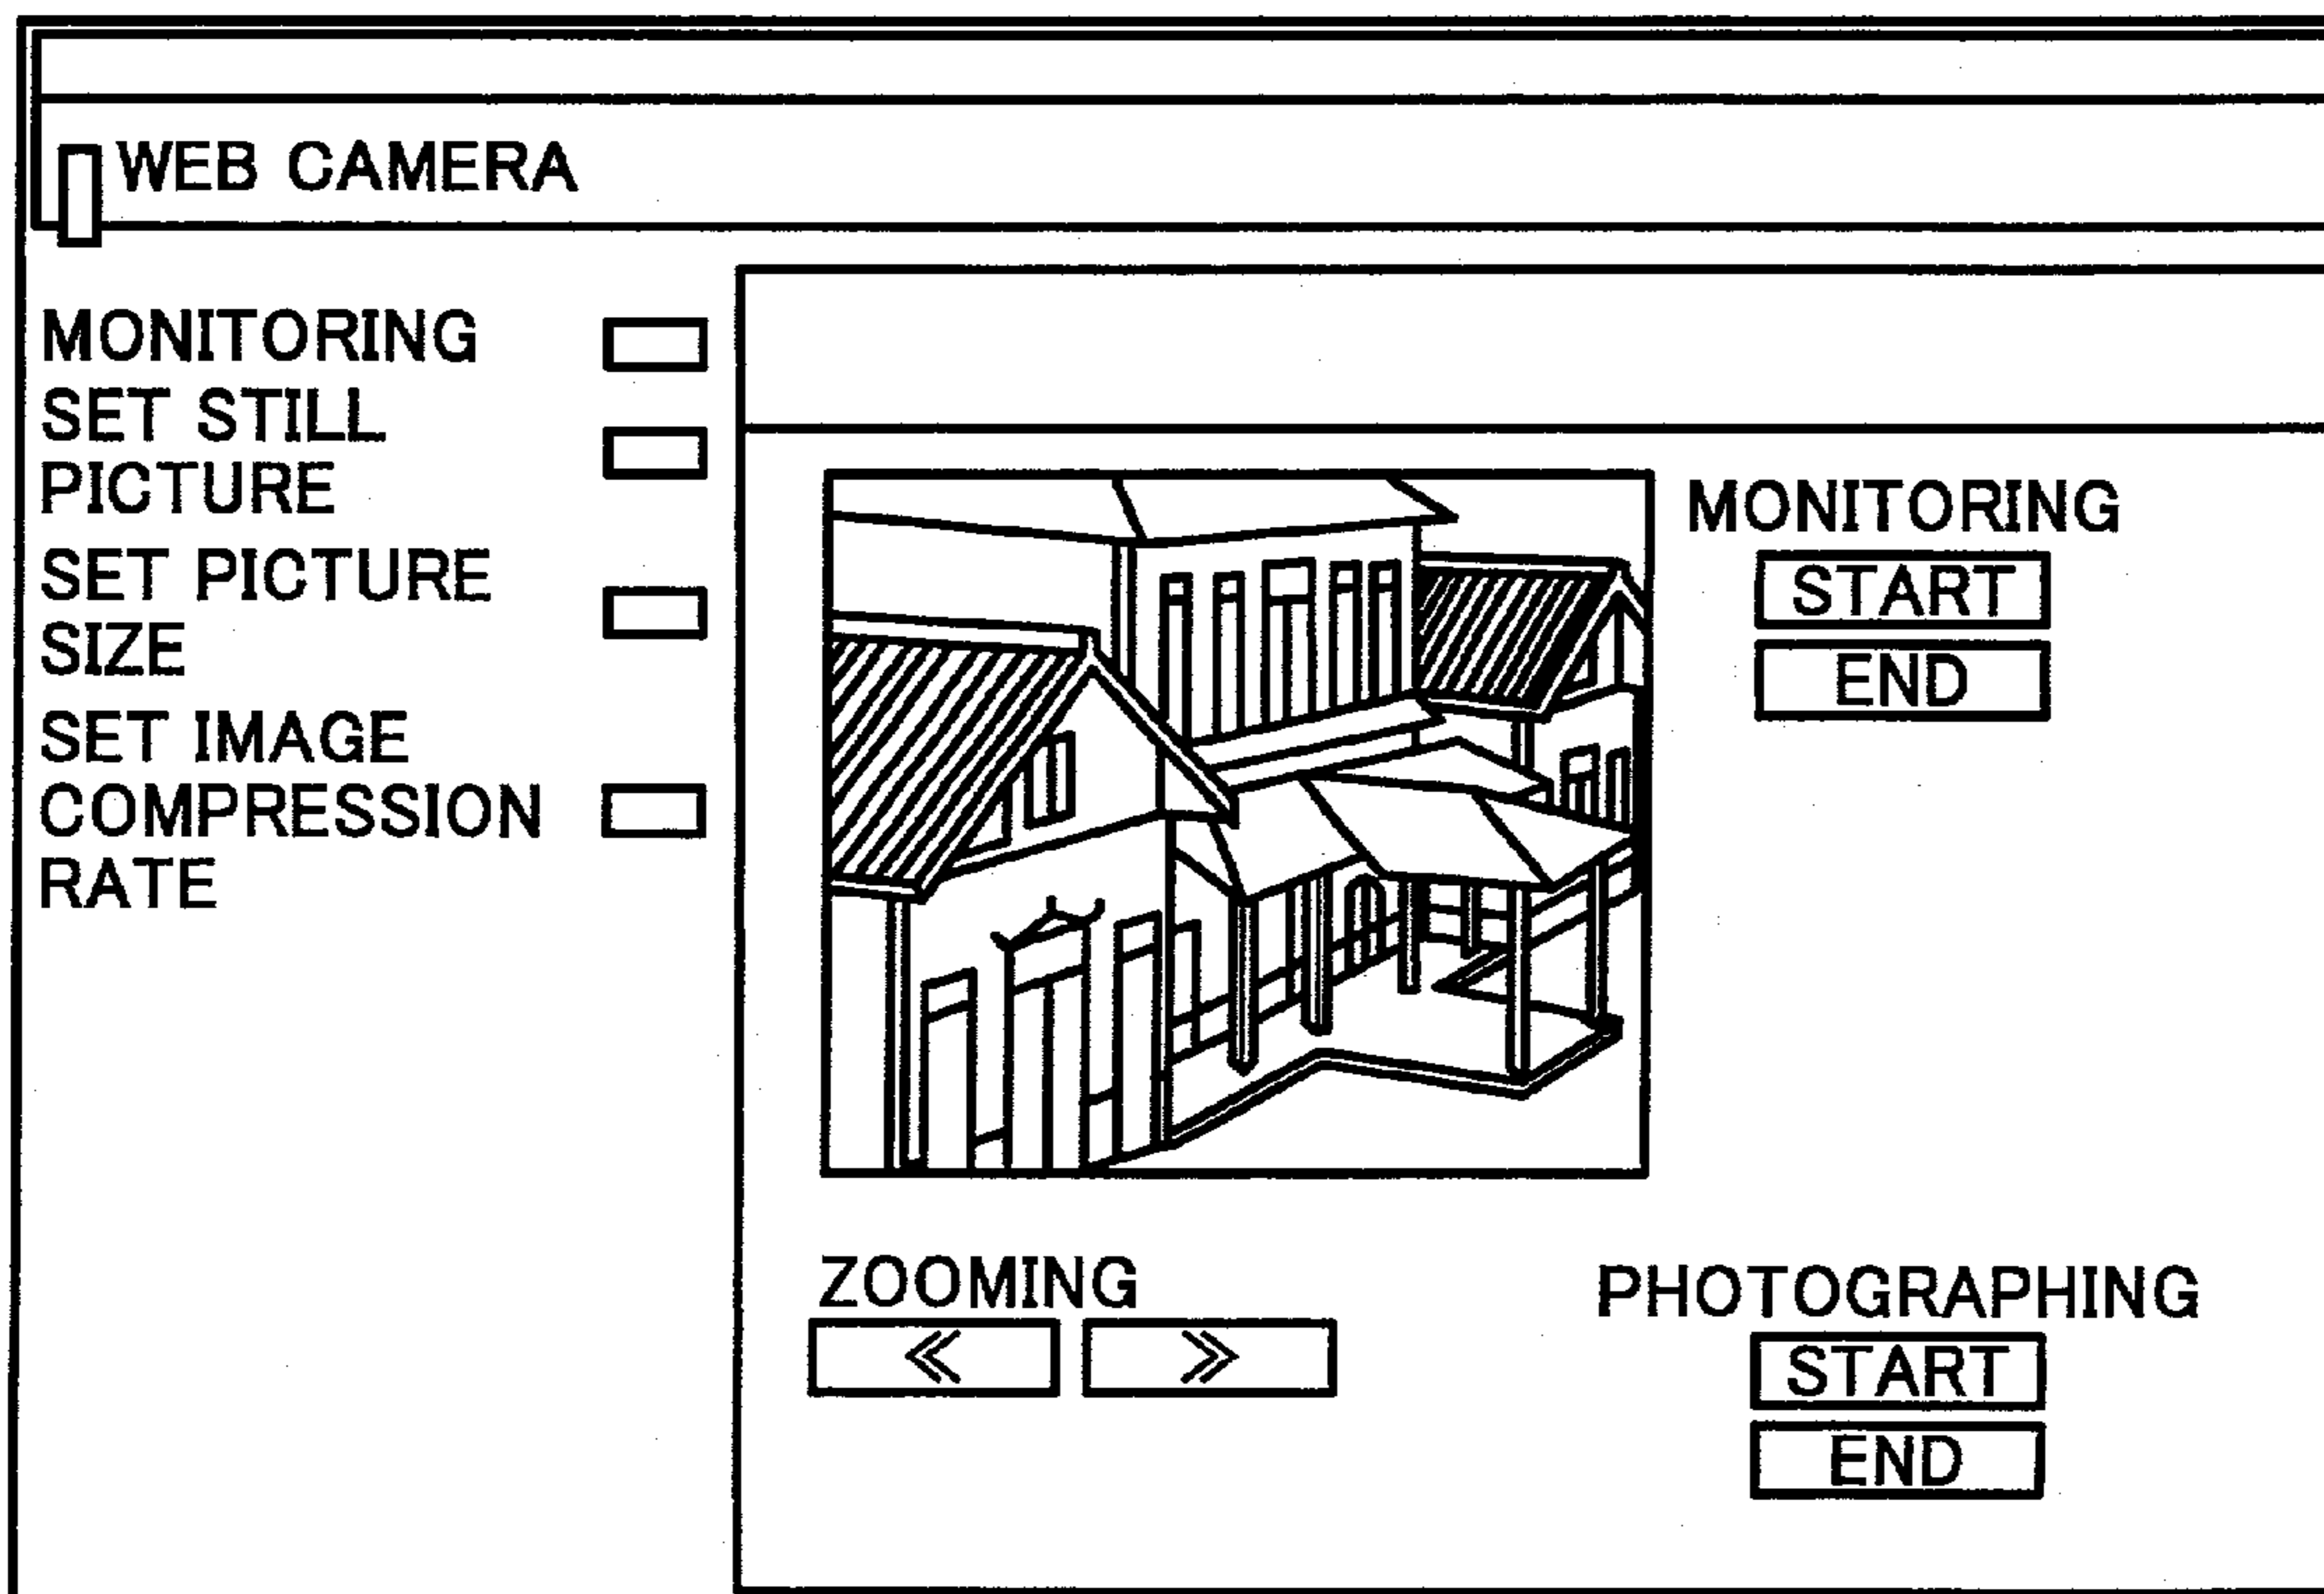 WEB CAMERA
MONITORING
SET STILL
PICTURE
SET PICTURE
SIZE
SET IMAGE
COMPRESSION
RATE
MONITORING
START
END
ZOOMING
≪
≫
PHOTOGRAPHING
START
END